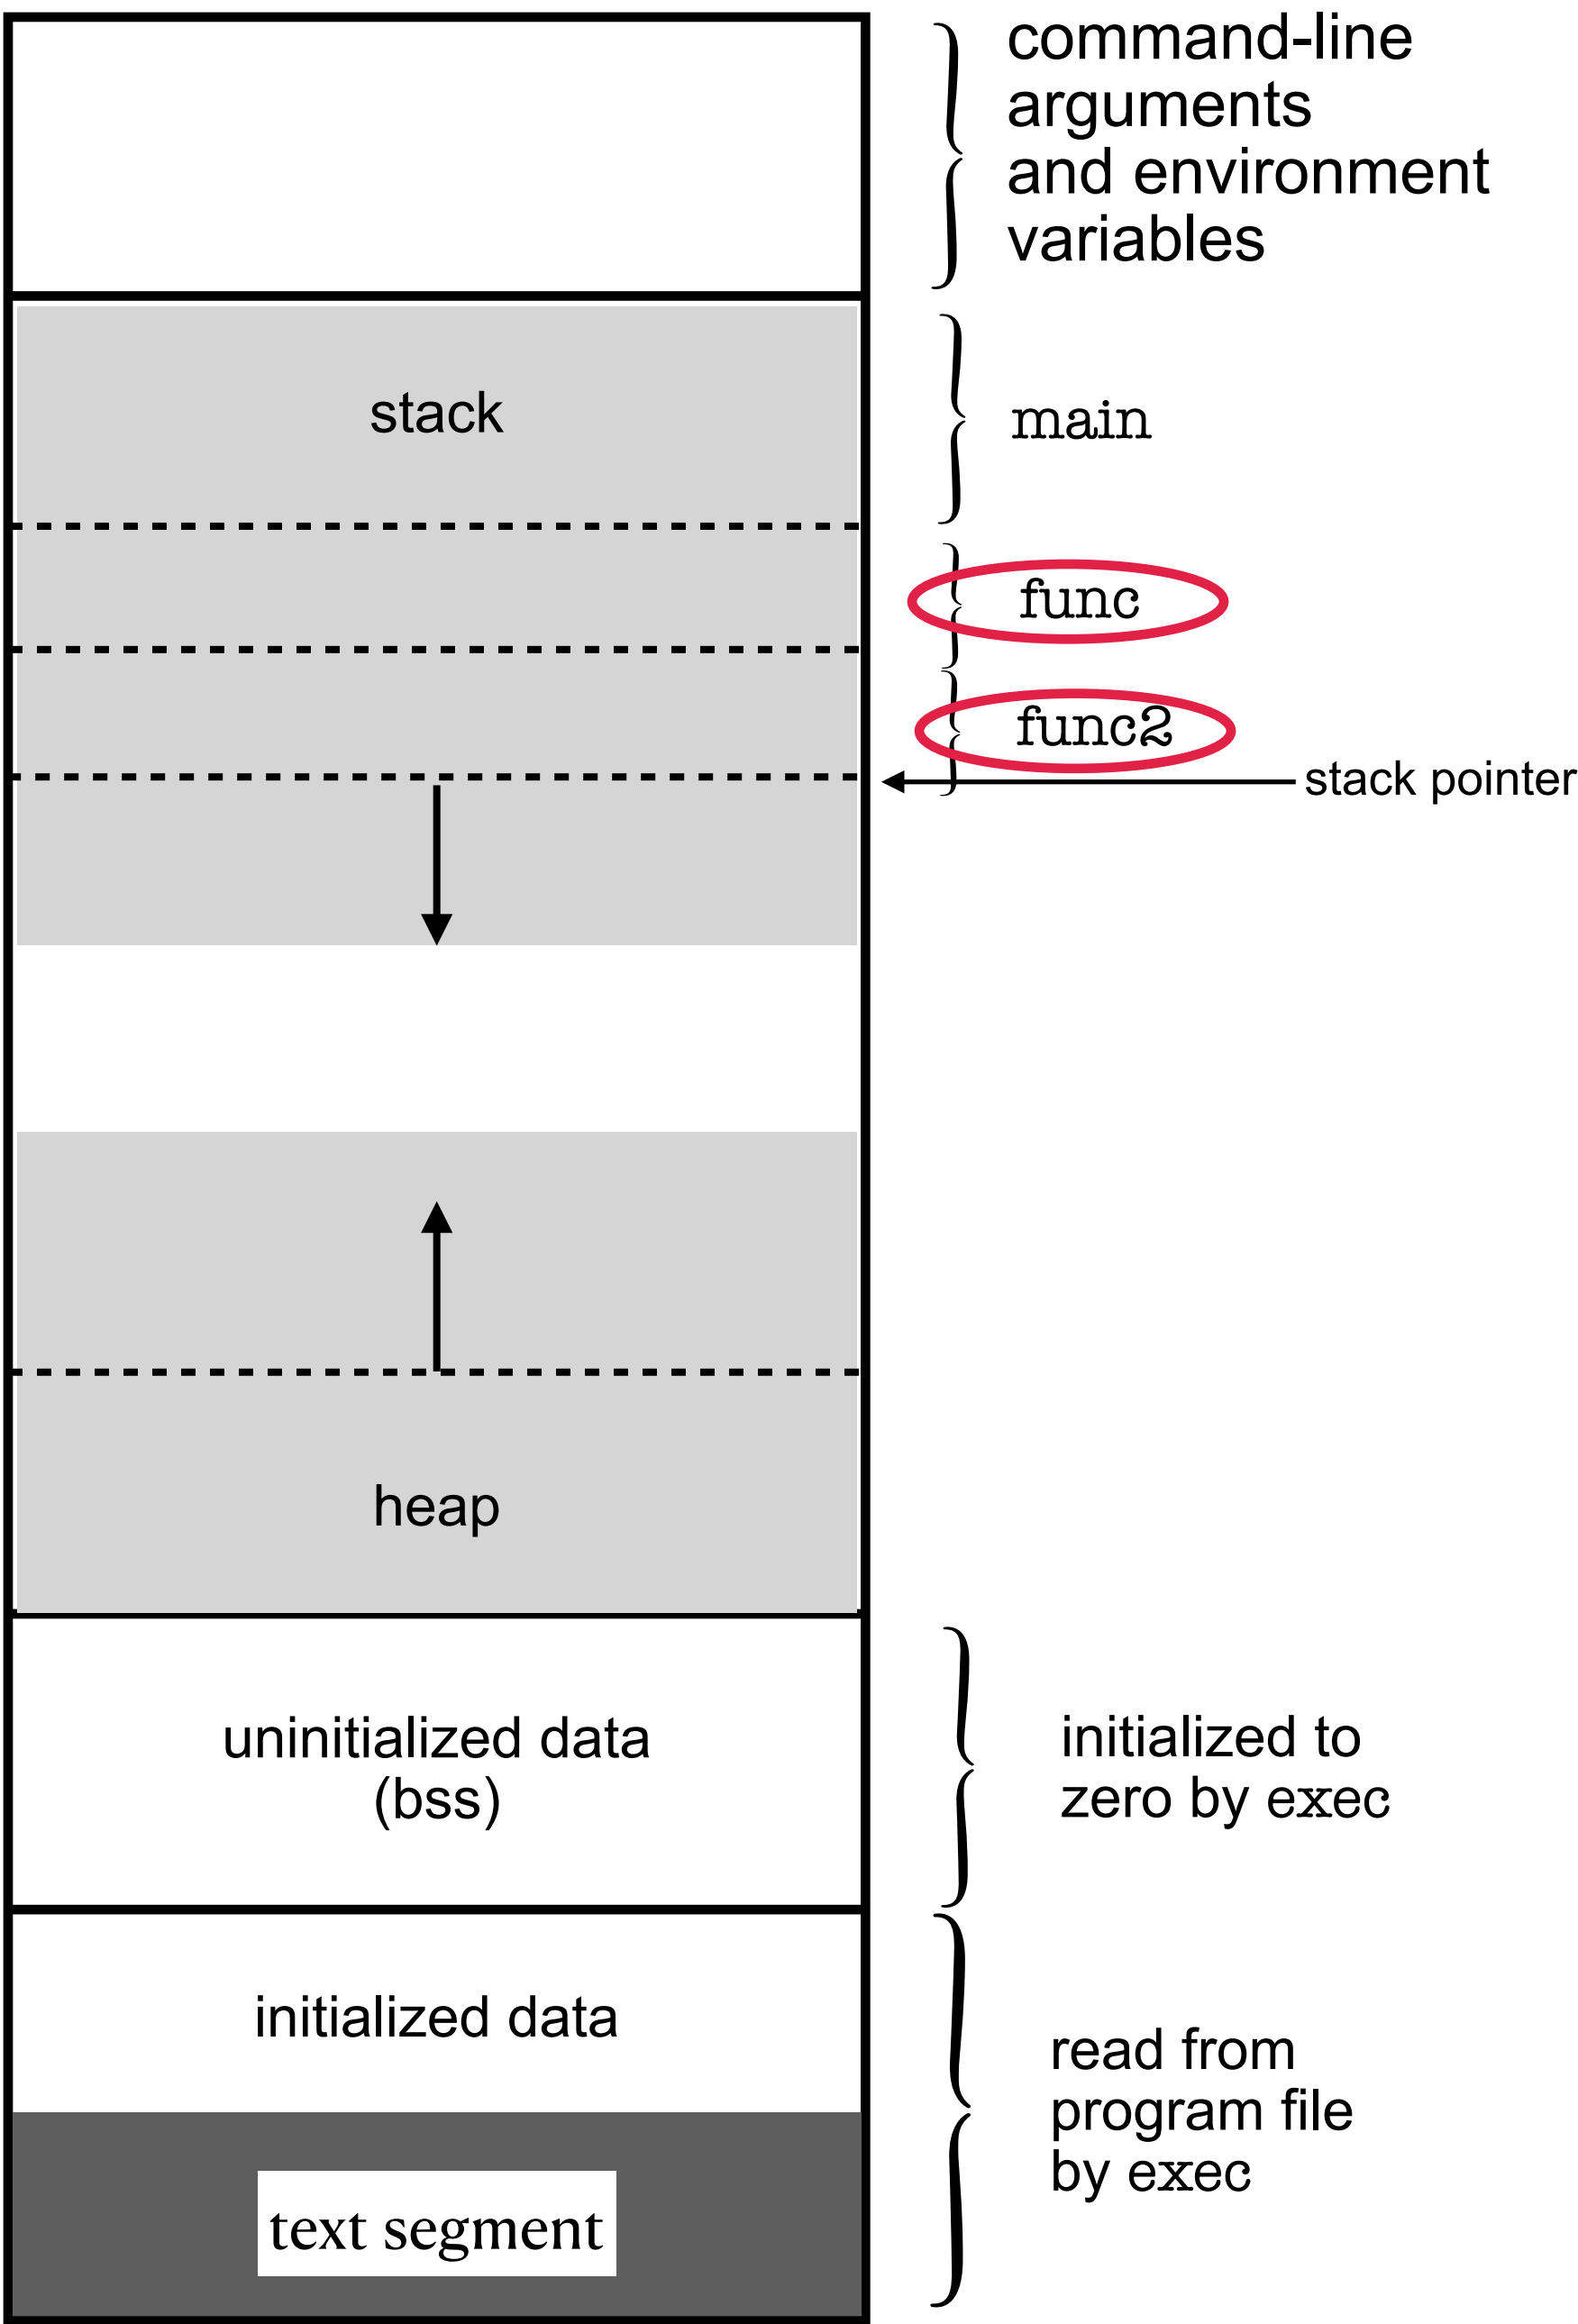 command-line
arguments
and environment
variables
stack
main
func
func2
stack pointer
heap
uninitialized data
(bss)
initialized to
zero by exec
initialized data
read from
program file
by exec
text segment